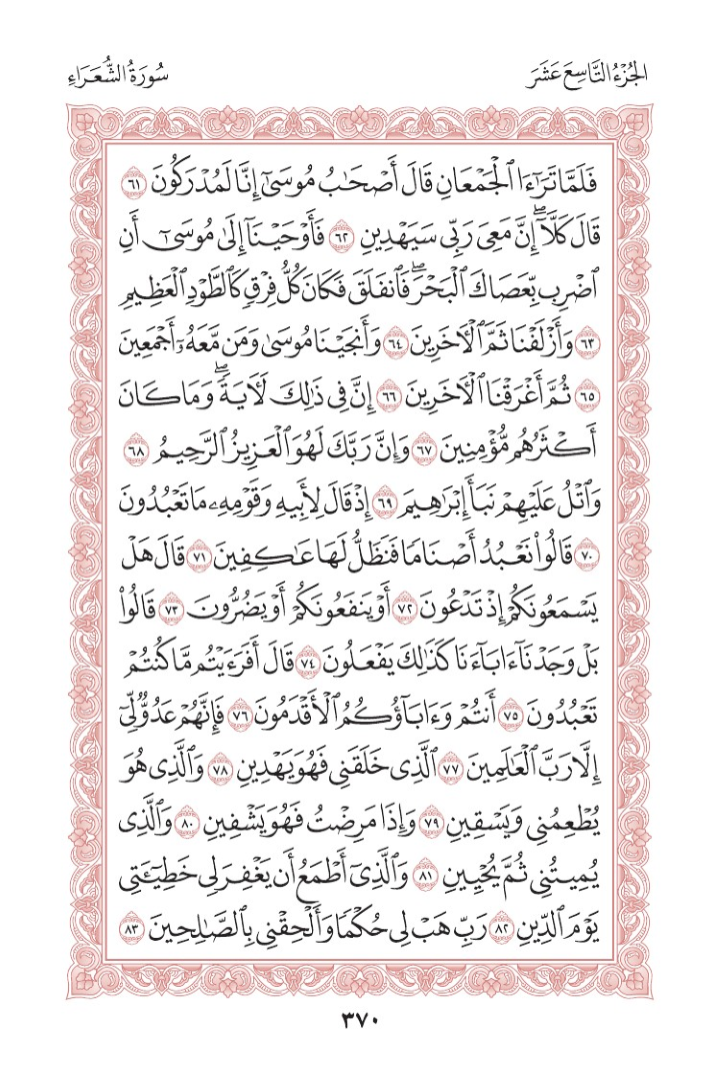 الجُزْءُ التَّاسِعَ عَشَرَ
سُورَةُ الشُّعَرَاءِ
فَلَمَّا تَرَٰٓءَا ٱلۡجَمۡعَانِ قَالَ أَصۡحَٰبُ مُوسَىٰٓ إِنَّا لَمُدۡرَكُونَ ٦١
قَالَ كَلَّآۖ إِنَّ مَعِيَ رَبِّي سَيَهۡدِينِ ٦٢ فَأَوۡحَيۡنَآ إِلَىٰ مُوسَىٰٓ أَنِ
ٱضۡرِب بِّعَصَاكَ ٱلۡبَحۡرَۖ فَٱنفَلَقَ فَكَانَ كُلُّ فِرۡقٖ كَٱلطَّوۡدِ ٱلۡعَظِيمِ
٦٣ وَأَزۡلَفۡنَا ثَمَّ ٱلۡأٓخَرِينَ ٦٤ وَأَنجَيۡنَا مُوسَىٰ وَمَن مَّعَهُۥٓ أَجۡمَعِينَ
٦٥ ثُمَّ أَغۡرَقۡنَا ٱلۡأٓخَرِينَ ٦٦ إِنَّ فِي ذَٰلِكَ لَأٓيَةٗۖ وَمَا كَانَ
أَكۡثَرُهُم مُّؤۡمِنِينَ ٦٧ وَإِنَّ رَبَّكَ لَهُوَ ٱلۡعَزِيزُ ٱلرَّحِيمُ ٦٨
وَٱتۡلُ عَلَيۡهِمۡ نَبَأَ إِبۡرَٰهِيمَ ٦٩ إِذۡ قَالَ لِأَبِيهِ وَقَوۡمِهِۦ مَا تَعۡبُدُونَ
٧٠ قَالُواْ نَعۡبُدُ أَصۡنَامٗا فَنَظَلُّ لَهَا عَٰكِفِينَ ٧١ قَالَ هَلۡ
يَسۡمَعُونَكُمۡ إِذۡ تَدۡعُونَ ٧٢ أَوۡ يَنفَعُونَكُمۡ أَوۡ يَضُرُّونَ ٧٣ قَالُواْ
بَلۡ وَجَدۡنَآ ءَابَآءَنَا كَذَٰلِكَ يَفۡعَلُونَ ٧٤ قَالَ أَفَرَءَيۡتُم مَّا كُنتُمۡ
تَعۡبُدُونَ ٧٥ أَنتُمۡ وَءَابَآؤُكُمُ ٱلۡأَقۡدَمُونَ ٧٦ فَإِنَّهُمۡ عَدُوّٞ لِّيٓ
إِلَّا رَبَّ ٱلۡعَٰلَمِينَ ٧٧ ٱلَّذِي خَلَقَنِي فَهُوَ يَهۡدِينِ ٧٨ وَٱلَّذِي هُوَ
يُطۡعِمُنِي وَيَسۡقِينِ ٧٩ وَإِذَا مَرِضۡتُ فَهُوَ يَشۡفِينِ ٨٠ وَٱلَّذِي
يُمِيتُنِي ثُمَّ يُحۡيِينِ ٨١ وَٱلَّذِيٓ أَطۡمَعُ أَن يَغۡفِرَ لِي خَطِيٓـَٔتِي
يَوۡمَ ٱلدِّينِ ٨٢ رَبِّ هَبۡ لِي حُكۡمٗا وَأَلۡحِقۡنِي بِٱلصَّٰلِحِينَ ٨٣
٣٧٠